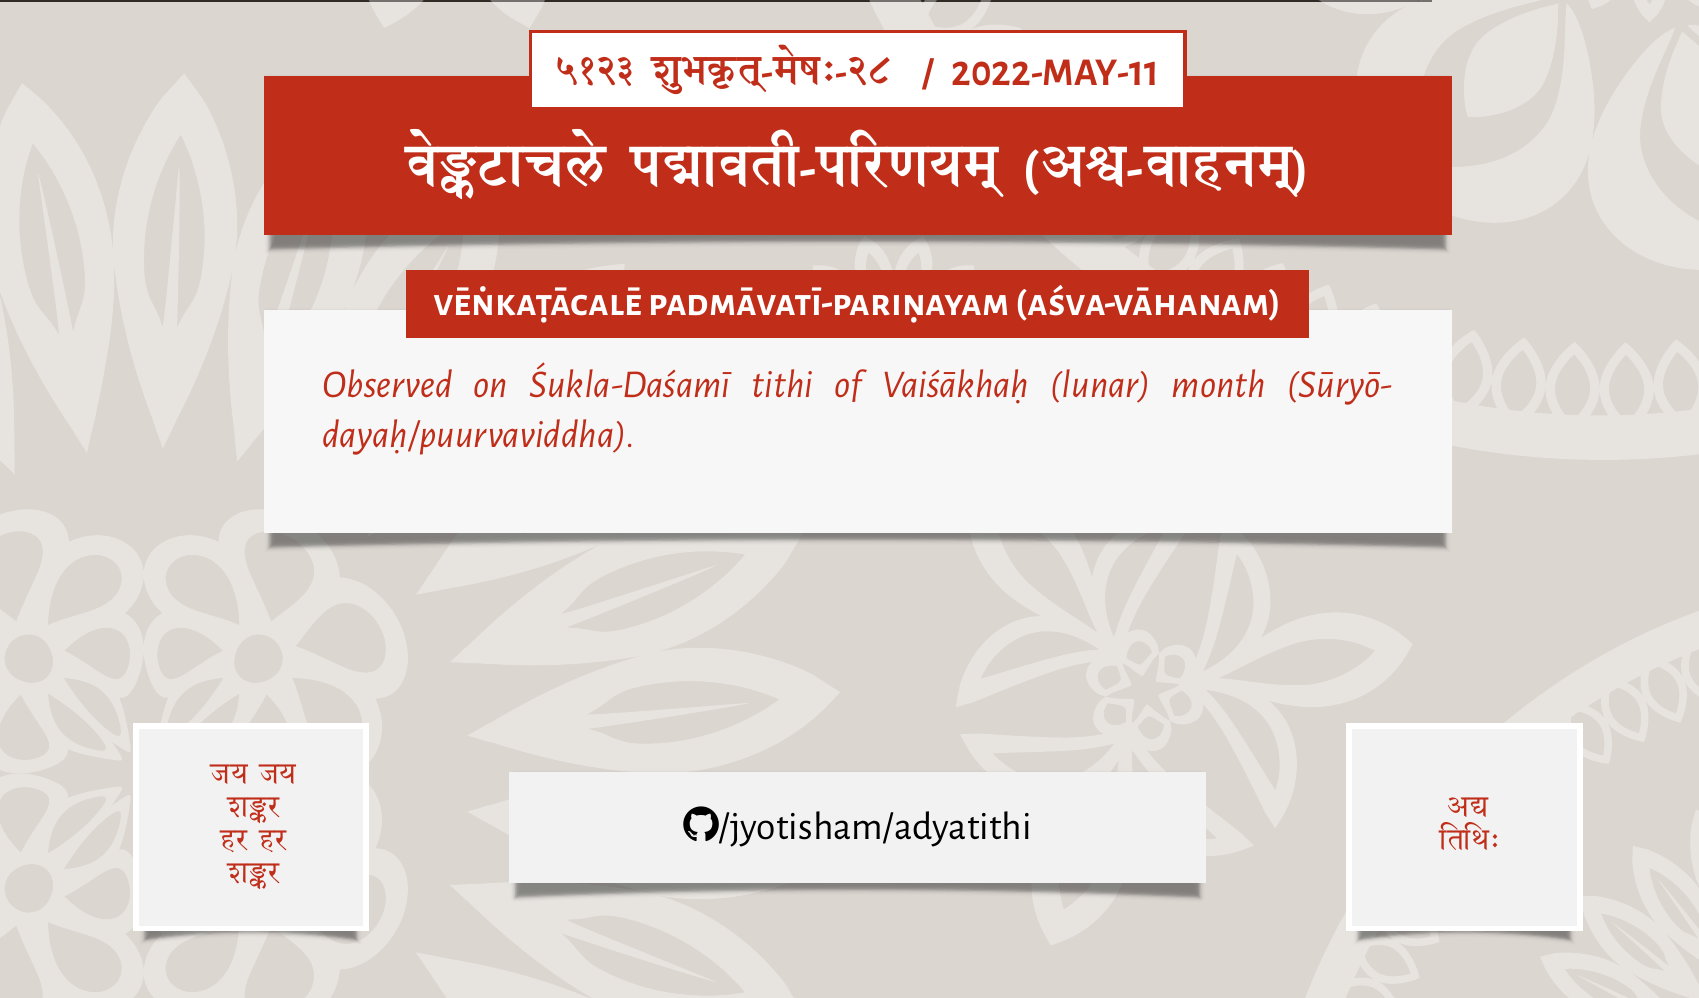 ५१२३ शुभकृत्-मेषः-२८ / 2022-MAY-11
वेङ्कटाचले पद्मावती-परिणयम् (अश्व-वाहनम्)
VĒṄKAṬĀCALĒ PADMĀVATĪ-PARIṆAYAM (AŚVA-VĀHANAM)
Observed on Śukla-Daśamī tithi of Vaiśākhaḥ (lunar) month (Sūryō-
dayaḥ/puurvaviddha).
जय जय
शङ्कर
हर हर
शङ्कर
/jyotisham/adyatithi
अद्य
तिथिः